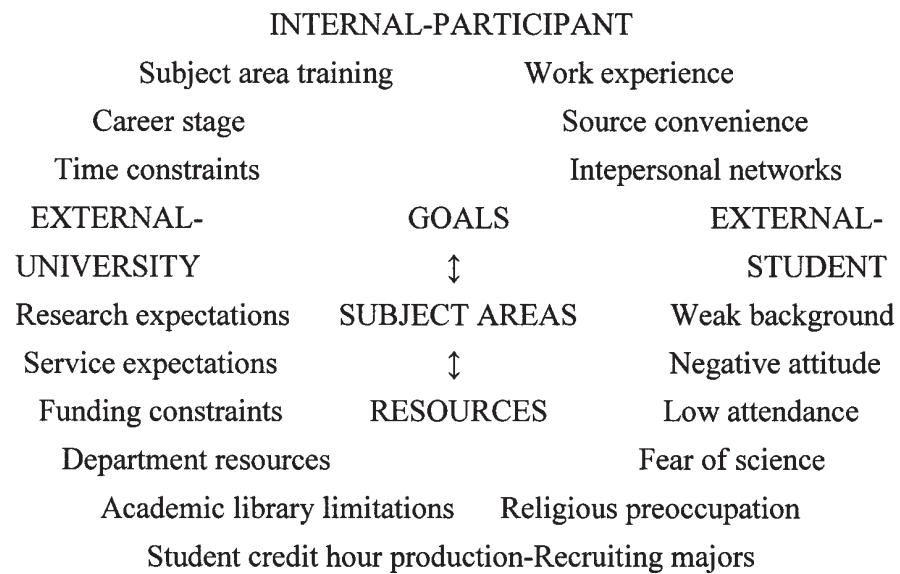 INTERNAL-PARTICIPANT
Subject area training Work experience
Career stage Source convenience
Time constraints Intepersonal networks
EXTERNAL- GOALS EXTERNAL-
UNIVERSITY ↕ STUDENT
Research expectations SUBJECT AREAS Weak background
Service expectations ↕ Negative attitude
Funding constraints RESOURCES Low attendance
Department resources Fear of science
Academic library limitations Religious preoccupation
Student credit hour production-Recruiting majors